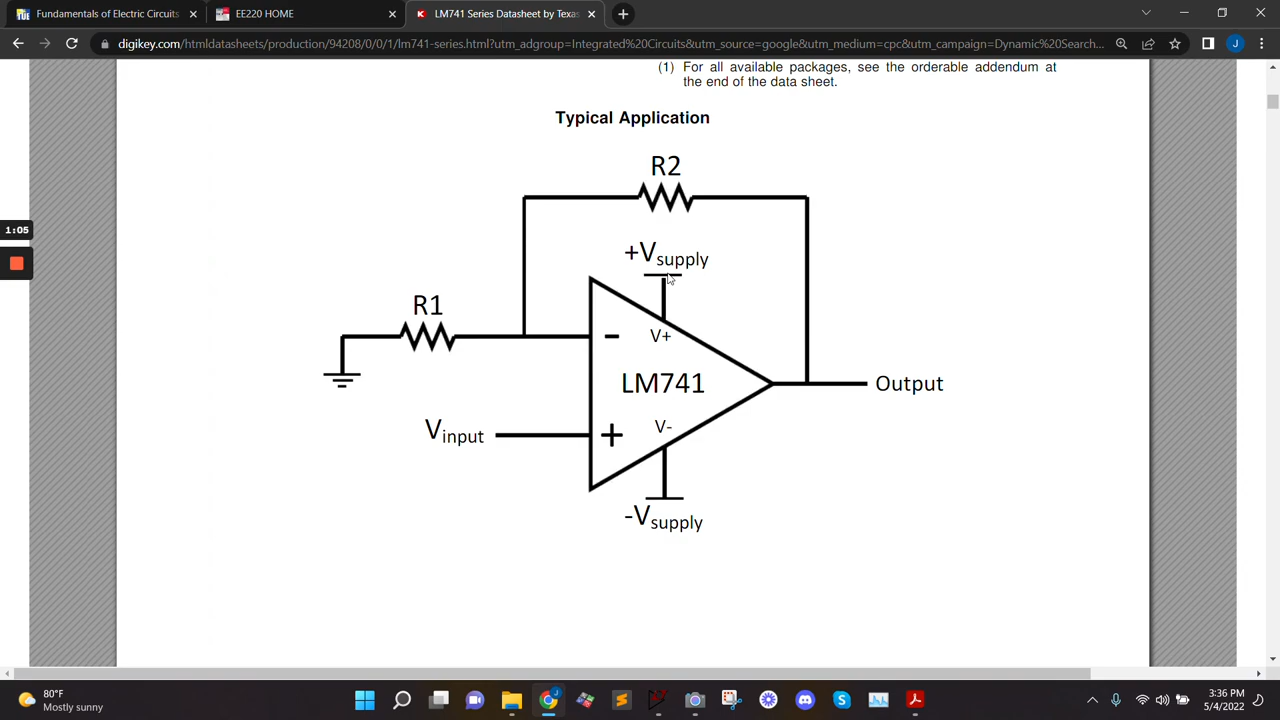 Fundamentals of Electric Circuits
EE220 HOME
LM741 Series Datasheet by Texas
digikey.com/htmldatasheets/production/94208/0/0/1/lm741-series.html?utm_adgroup=Integrated%20Circuits&utm_source=google&utm_medium=cpc&utm_campaign=Dynamic%20Search...
J
(1) For all available packages, see the orderable addendum at
the end of the data sheet.
Typical Application
R2
1:05
+Vsupply
R1
-
V+
LM741
Output
V-
Vinput
+
-Vsupply
80°F
Mostly sunny
3:36 PM
5/4/2022